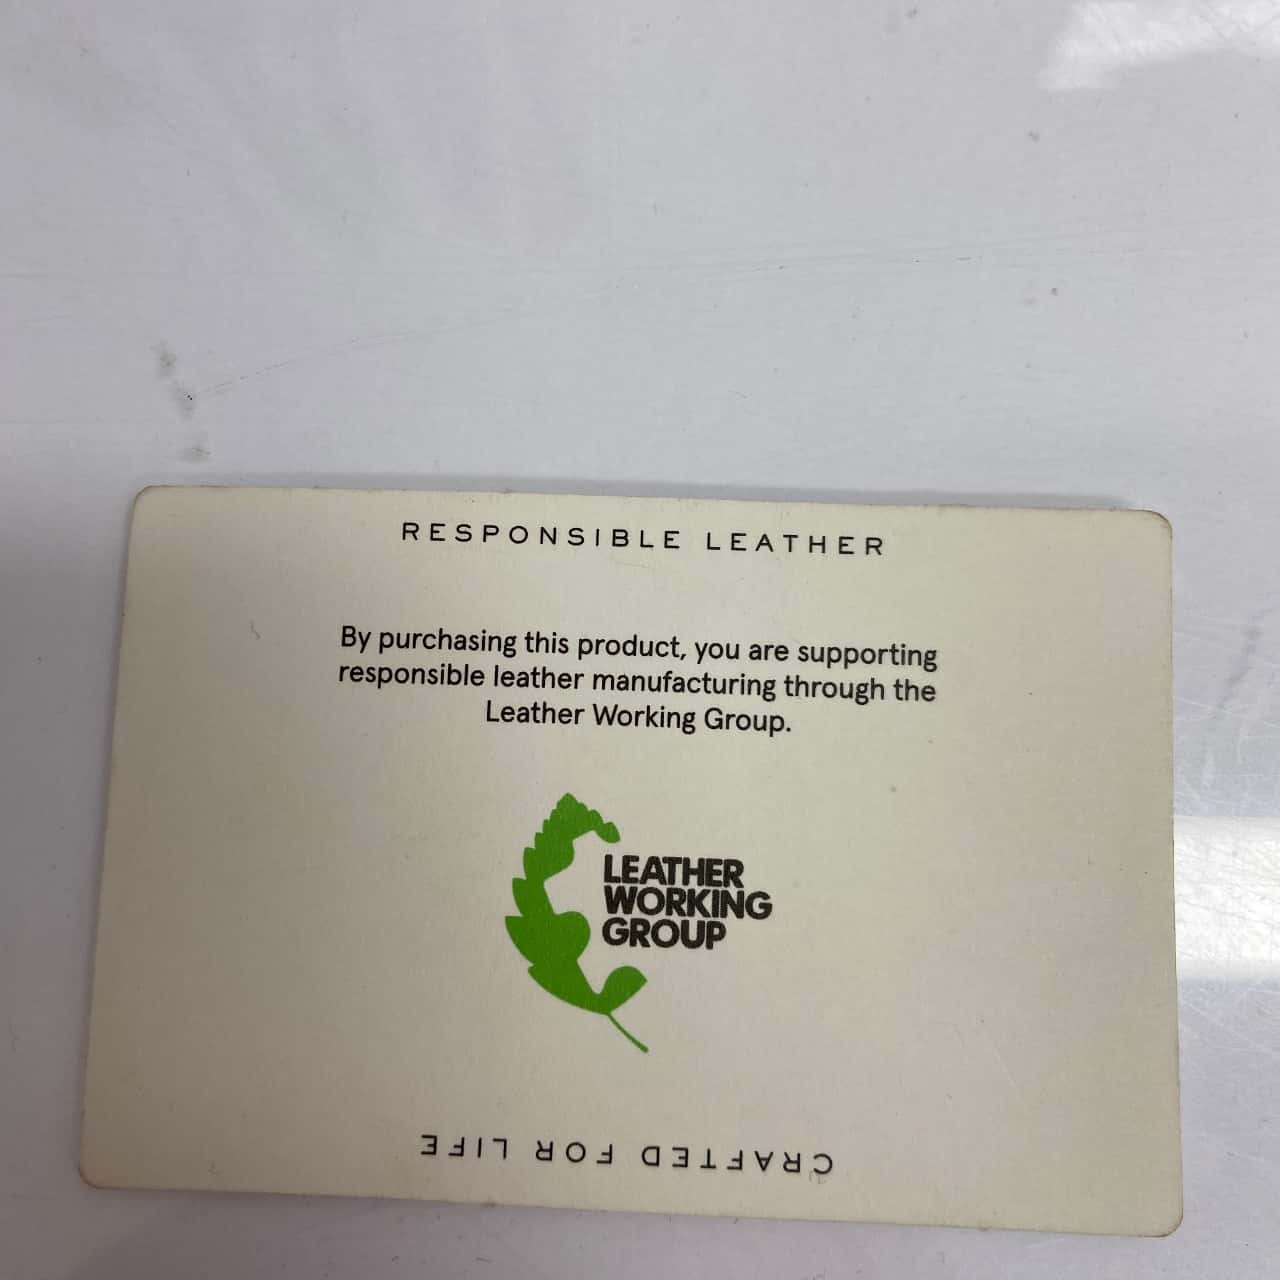 RESPONSIBLE LEATHER
By purchasing this product, you are supporting
responsible leather manufacturing through the
Leather Working Group.
LEATHER
WORKING
GROUP
CRAFTED FOR LIFE